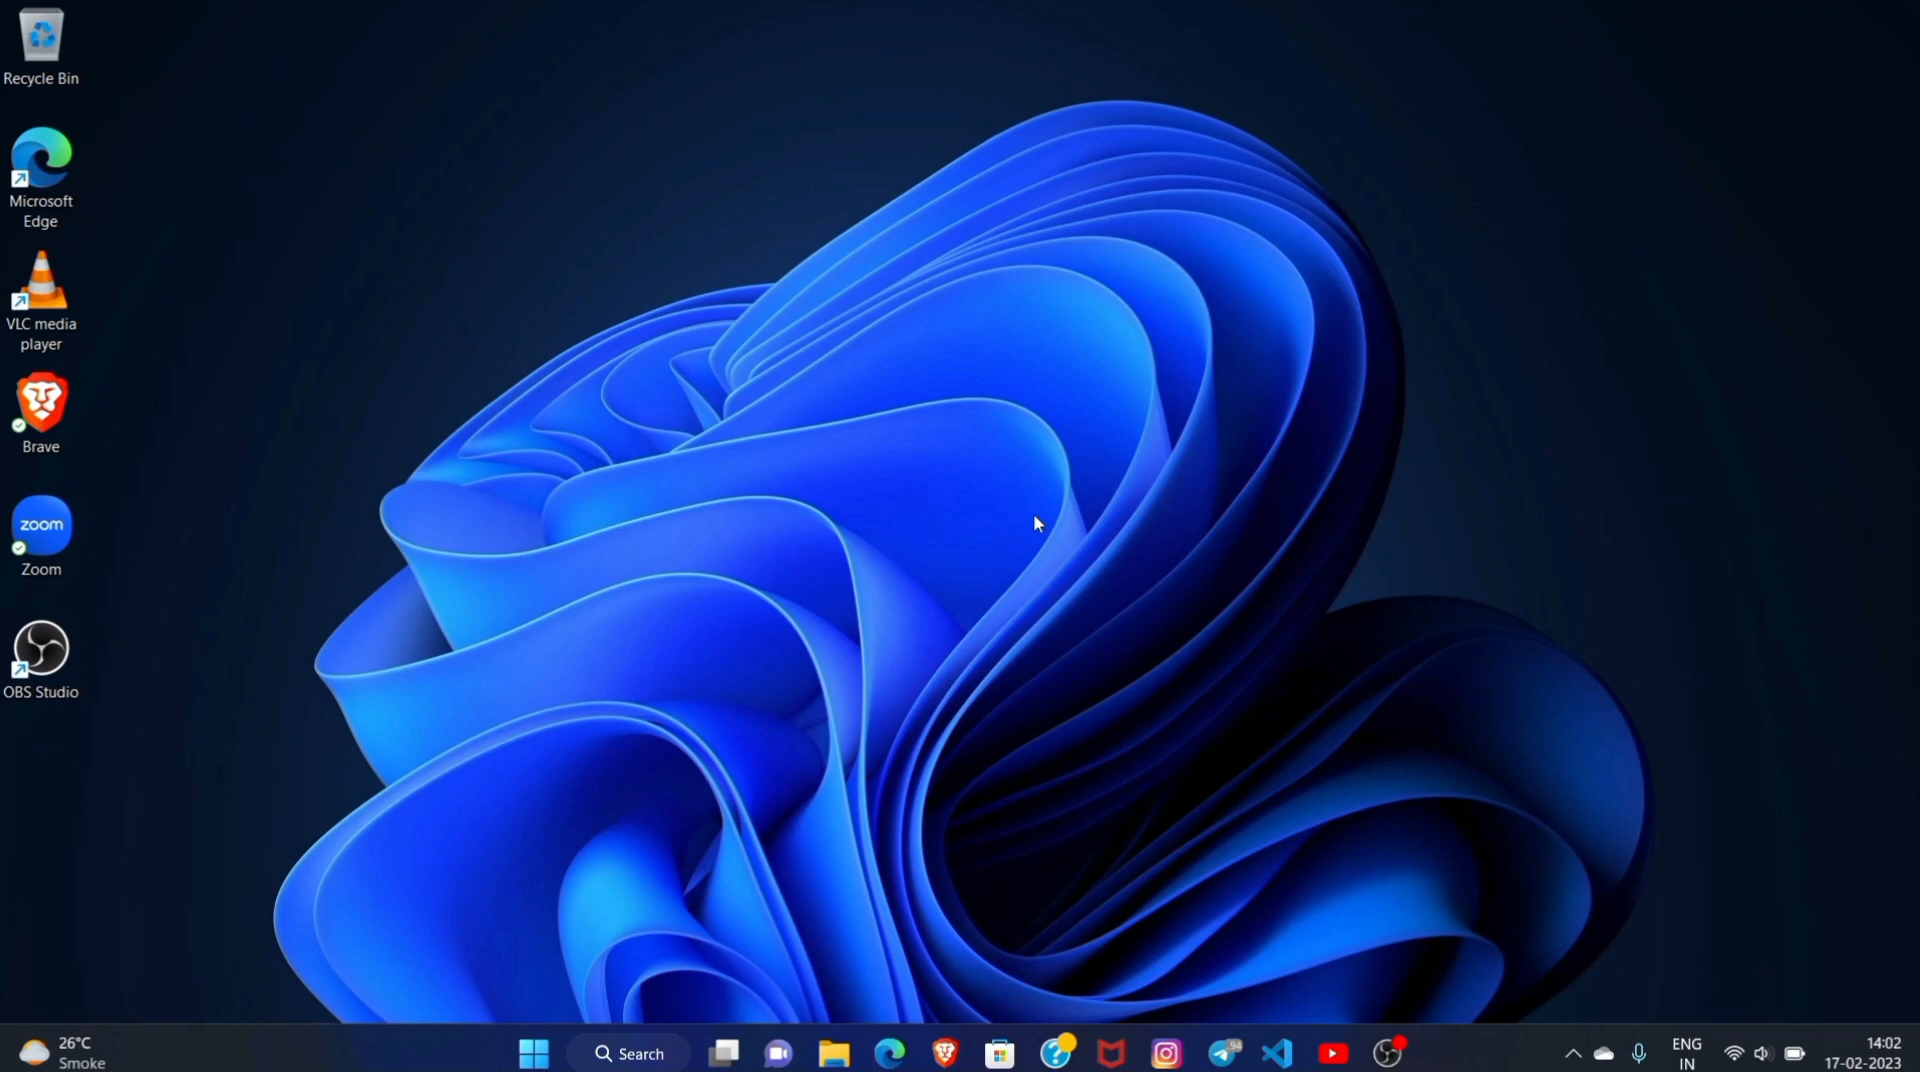 Recycle Bin
Microsoft
Edge
VLC media
player
Brave
zoom
Zoom
OBS Studio
26°C
Smoke
Search
94
ENG
IN
14:02
17-02-2023